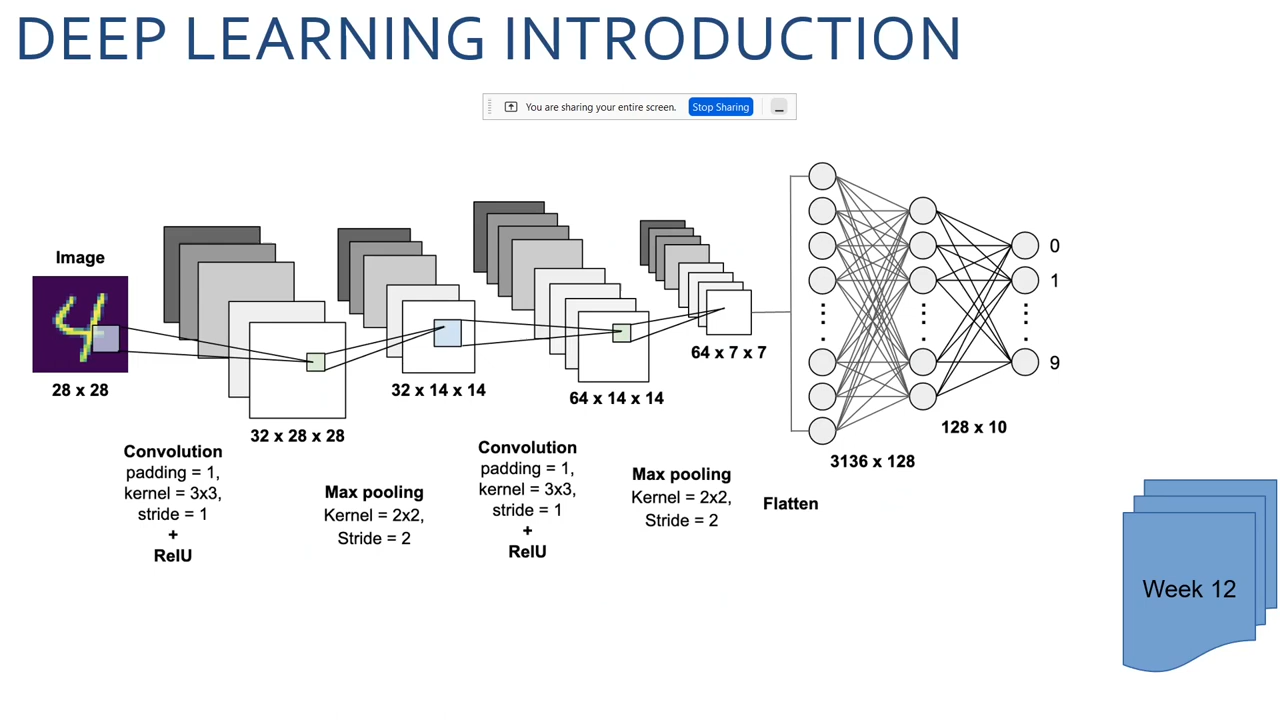 DEEP LEARNING INTRODUCTION
You are sharing your entire screen.
Stop Sharing
Image
28 x 28
32 x 28 x 28
32 x 14 x 14
64 x 14 x 14
64 x 7 x 7
0
1
9
128 x 10
3136 x 128
Convolution
padding = 1,
kernel = 3x3,
stride = 1
+
RelU
Max pooling
Kernel = 2x2,
Stride = 2
Convolution
padding = 1,
kernel = 3x3,
stride = 1
+
RelU
Max pooling
Kernel = 2x2,
Stride = 2
Flatten
Week 12